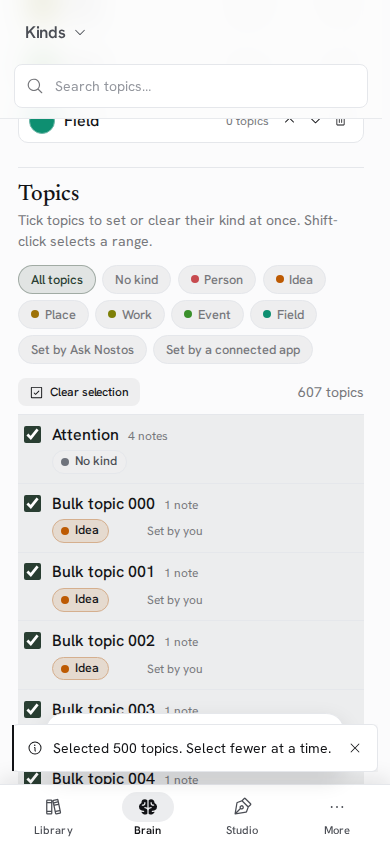 Kinds
Search topics...
Field 0 topics
Topics
Tick topics to set or clear their kind at once. Shift-
click selects a range.
All topics No kind Person Idea
Place Work Event Field
Set by Ask Nostos Set by a connected app
Clear selection 607 topics
Attention 4 notes
No kind
Bulk topic 000 1 note
Idea Set by you
Bulk topic 001 1 note
Idea Set by you
Bulk topic 002 1 note
Idea Set by you
Bulk topic 003 1 note
Selected 500 topics. Select fewer at a time.
Bulk topic 004 1 note
Library Brain Studio More